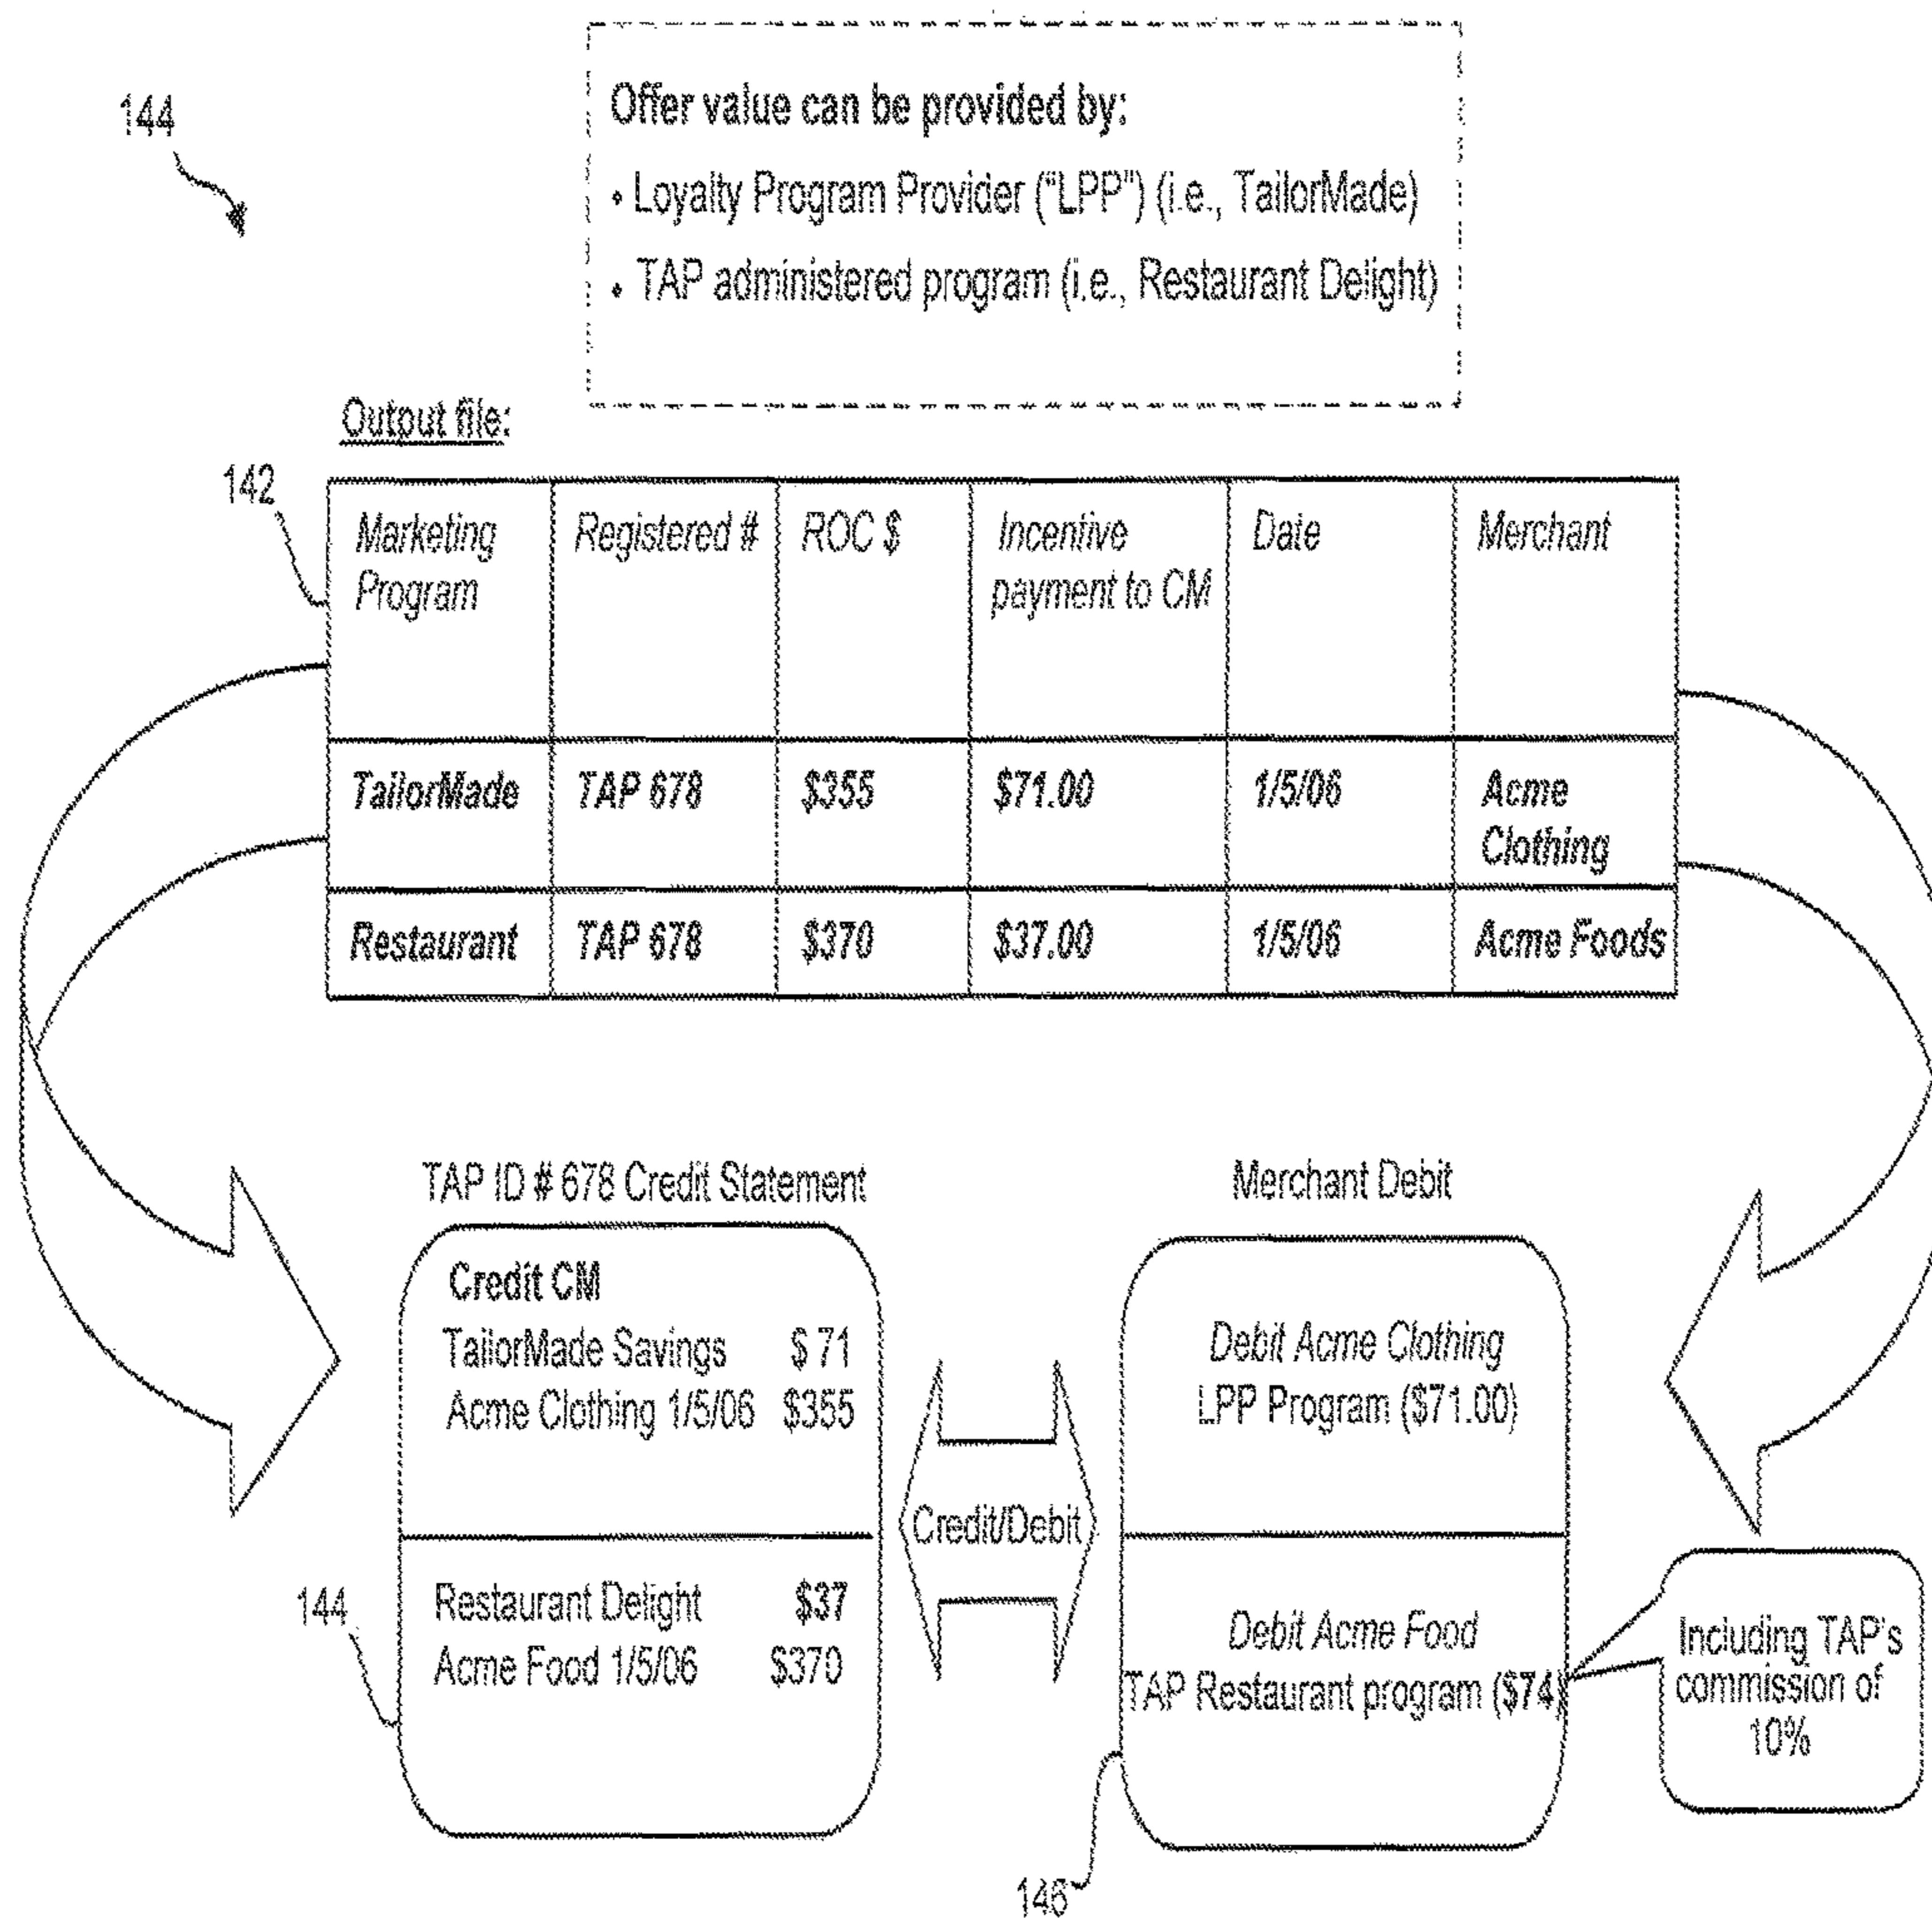 144
Offer value can be provided by:
• Loyalty Program Provider ("LPP") (i.e., TailorMade)
• TAP administered program (i.e., Restaurant Delight)
Output file:
142
Marketing Program
Registered #
ROC $
Incentive payment to CM
Date
Merchant
TailorMade
TAP 678
$355
$71.00
1/5/06
Acme Clothing
Restaurant
TAP 678
$370
$37.00
1/5/06
Acme Foods
TAP ID # 678 Credit Statement
Credit CM
TailorMade Savings $ 71
Acme Clothing 1/5/06 $355
Restaurant Delight $37
Acme Food 1/5/06 $370
144
Credit/Debit
Merchant Debit
Debit Acme Clothing
LPP Program ($71.00)
Debit Acme Food
TAP Restaurant program ($74)
146
Including TAP's
commission of
10%